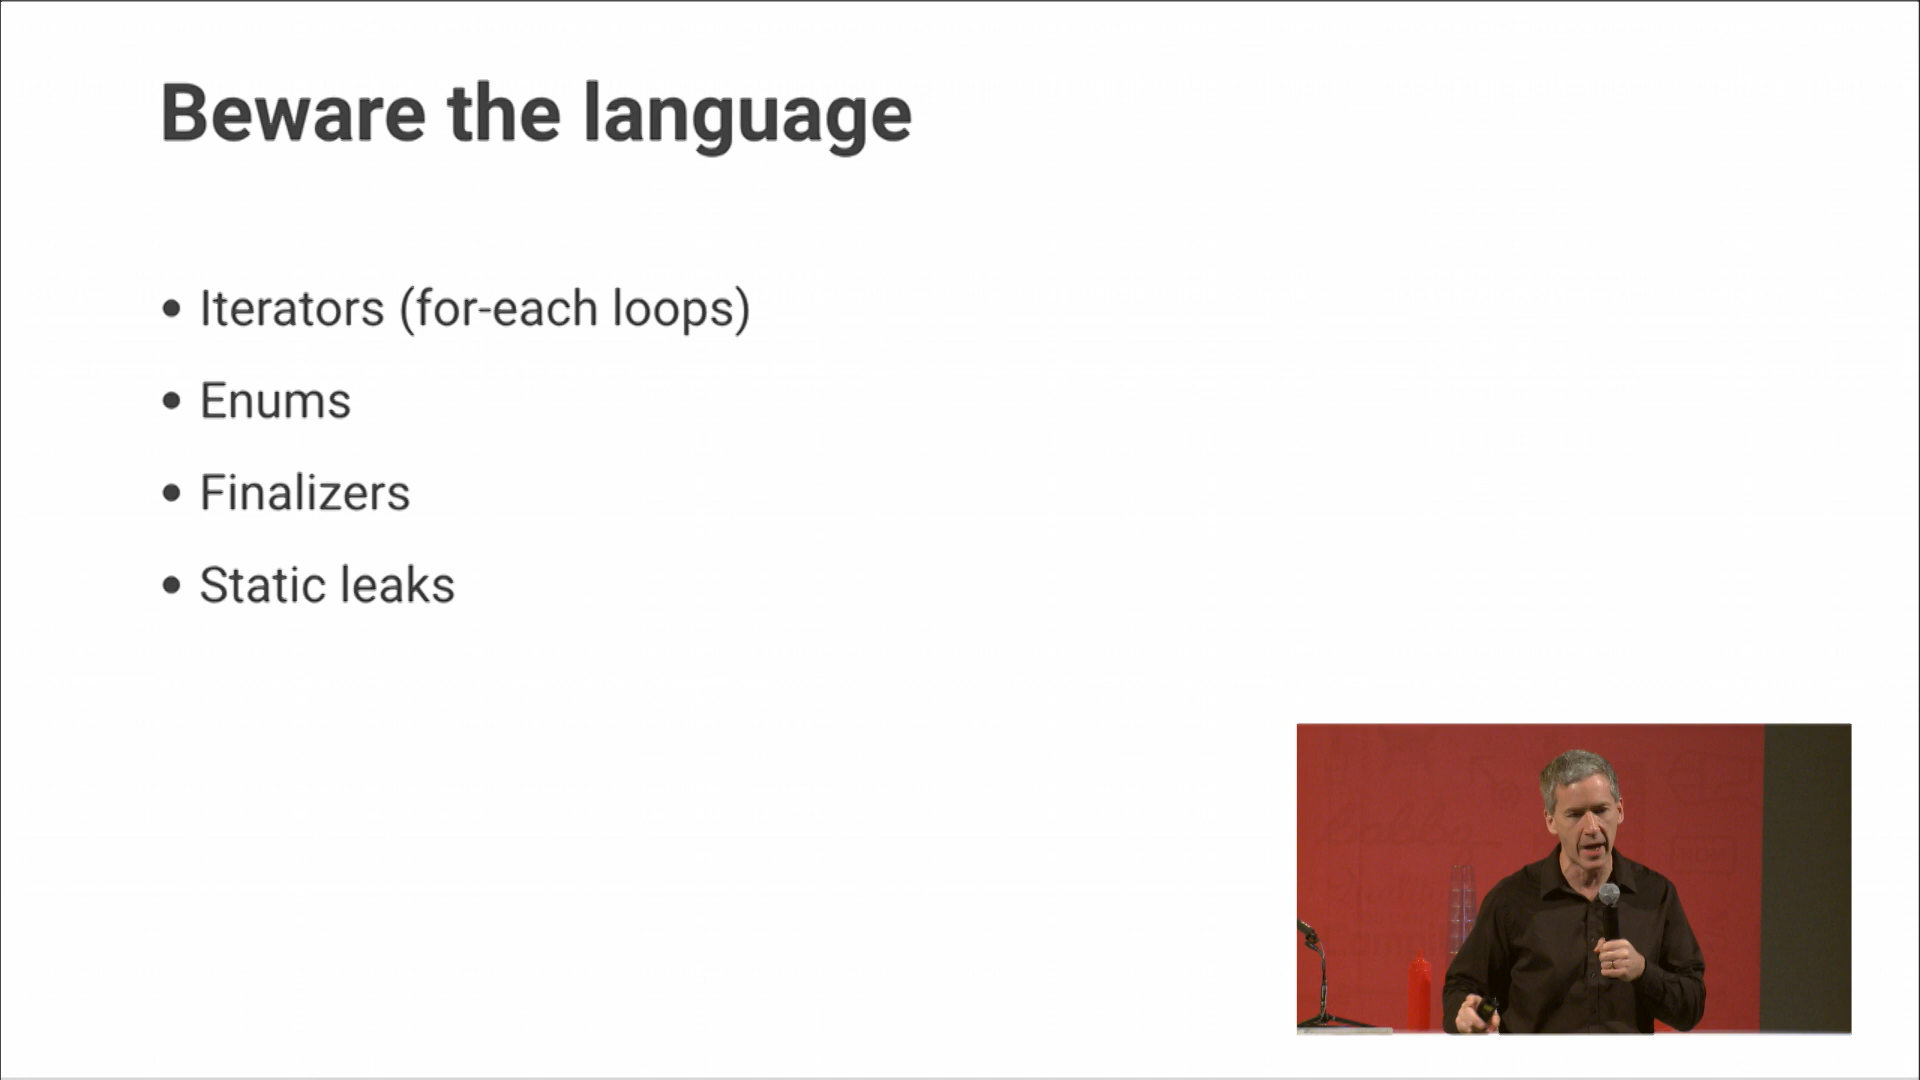 Beware the language
• Iterators (for-each loops)
• Enums
• Finalizers
• Static leaks